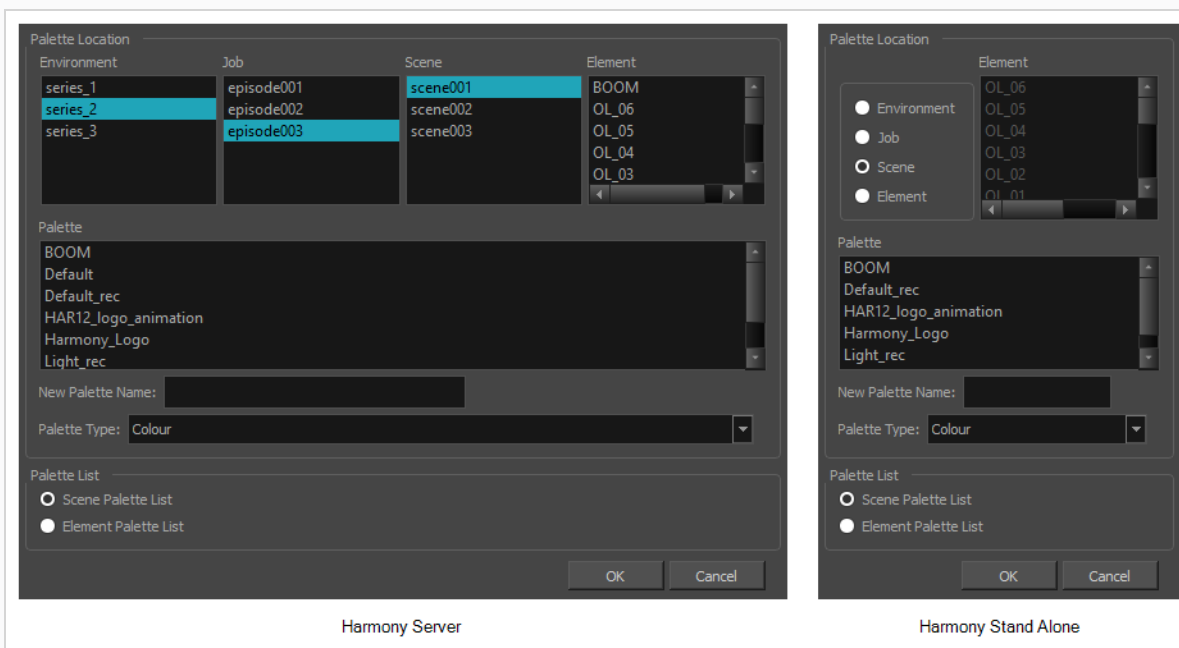 Palette Location
Environment
series_1
series_2
series_3
Job
episode001
episode002
episode003
Scene
scene001
scene002
scene003
Element
BOOM
OL_06
OL_05
OL_04
OL_03
Palette
BOOM
Default
Default_rec
HAR12_logo_animation
Harmony_Logo
Light_rec
New Palette Name:
Palette Type: Colour
Palette List
Scene Palette List
Element Palette List
OK Cancel
Harmony Server
Palette Location
Environment
Job
Scene
Element
Element
OL_06
OL_05
OL_04
OL_03
OL_02
OL_01
Palette
BOOM
Default_rec
HAR12_logo_animation
Harmony_Logo
Light_rec
New Palette Name:
Palette Type: Colour
Palette List
Scene Palette List
Element Palette List
OK Cancel
Harmony Stand Alone